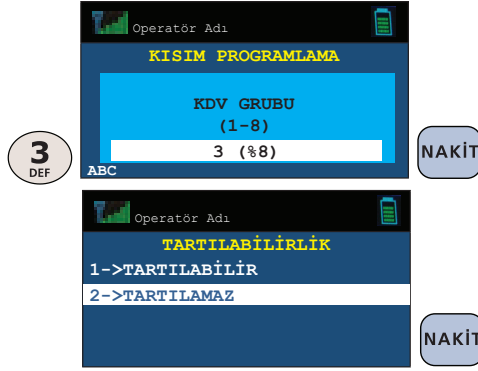 Operatör Adı
KISIM PROGRAMLAMA
KDV GRUBU
(1-8)
3 (%8)
ABC
3
DEF
NAKİT
Operatör Adı
TARTILABİLİRLİK
1->TARTILABİLİR
2->TARTILAMAZ
NAKİT